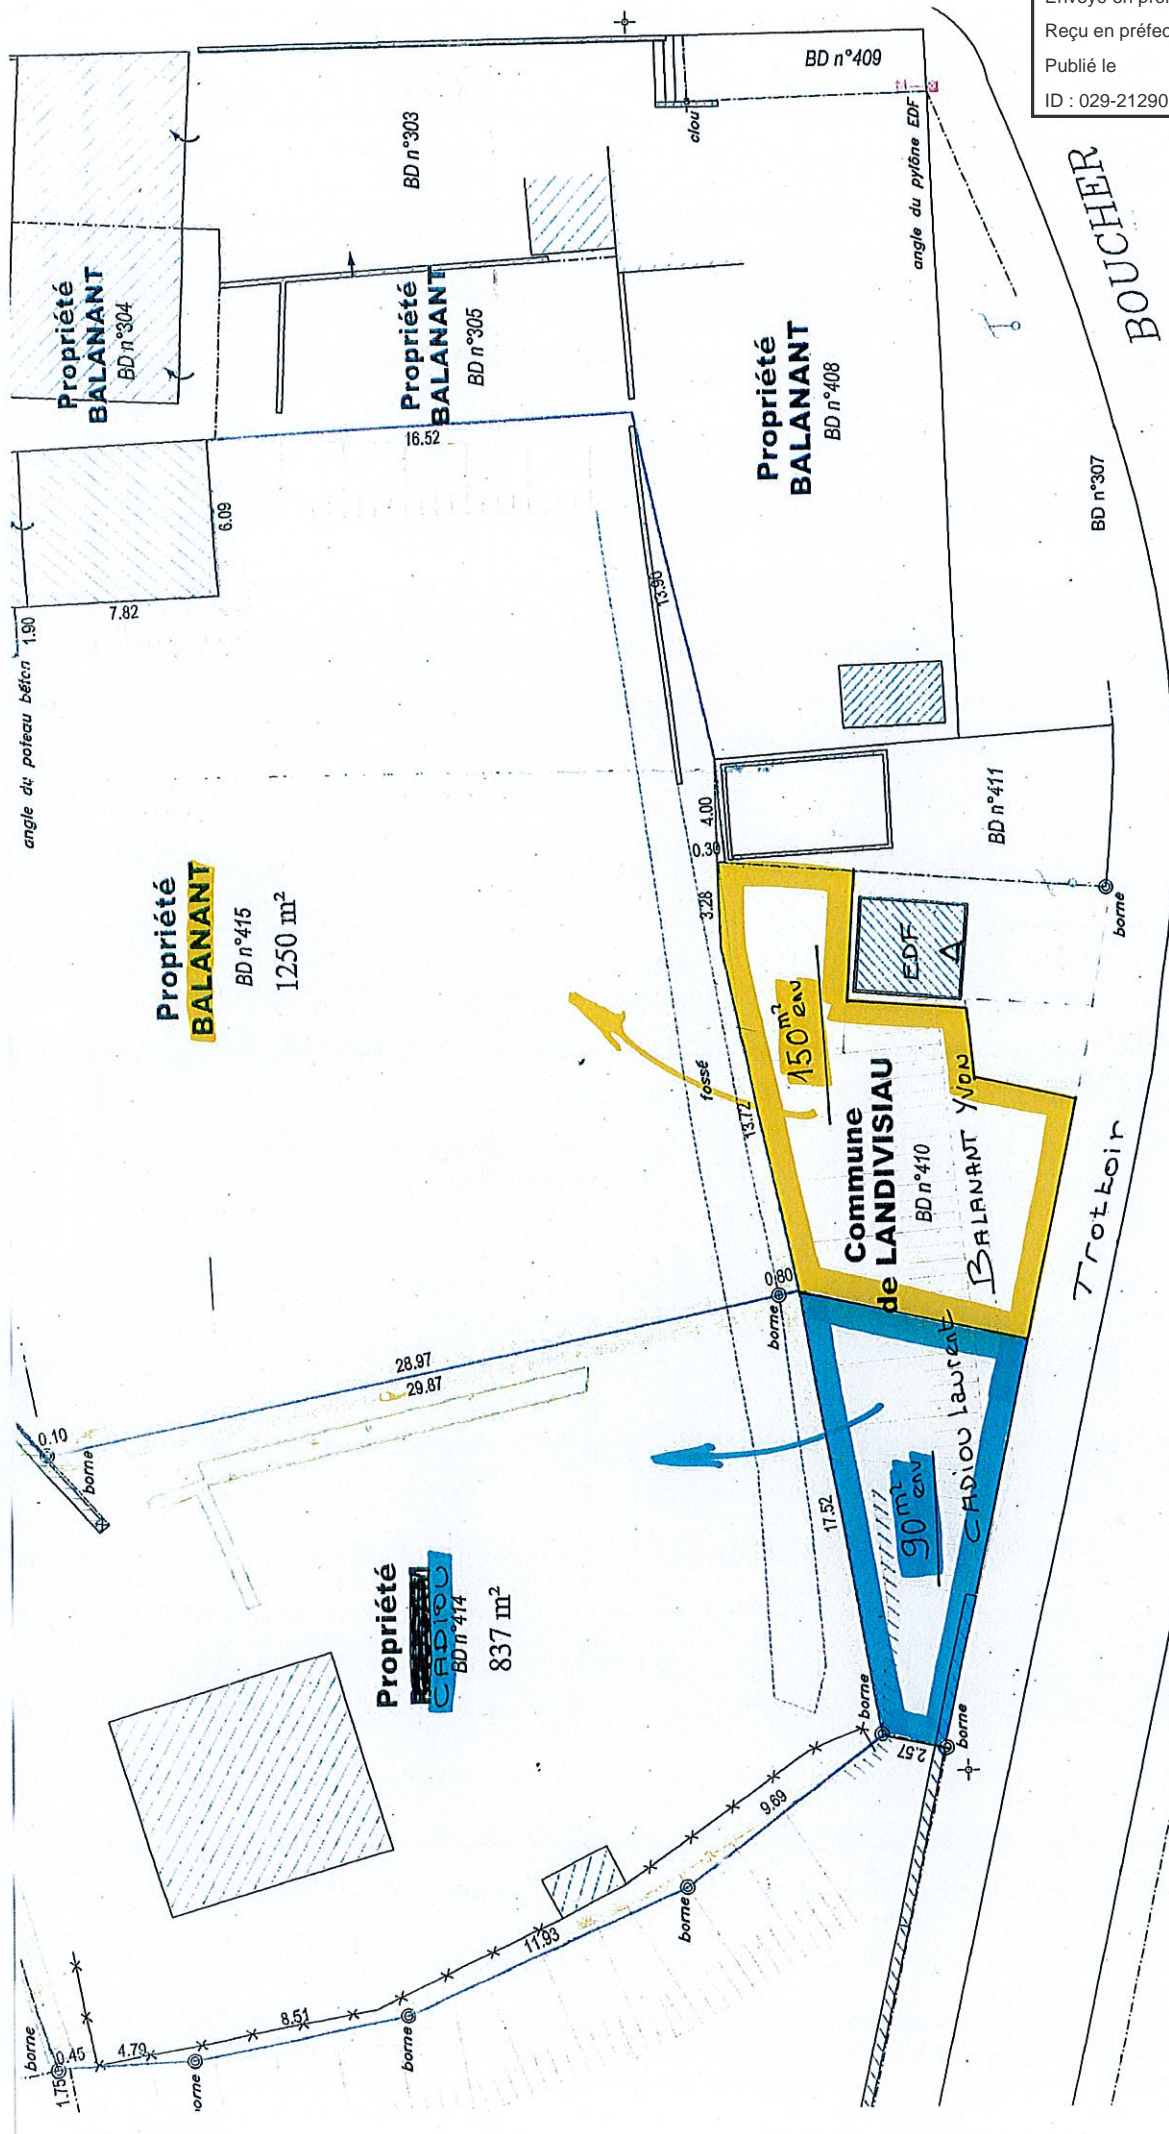 Reçu en préfec
Publié le
ID : 029-21290
BD n°409
clou
angle du pylône EDF
BD n°303
BOUCHER
Propriété
BALANANT
BD n°304
Propriété
BALANANT
BD n°305
Propriété
BALANANT
BD n°408
BD n°307
16.52
6.09
7.82
1.90
angle du poteau béton
13.90
Propriété
BALANANT
BD n°415
1250 m²
4.00
0.30
3.28
BD n°411
borne
EDF
A
150 m² env
fossé
13.72
Commune
de LANDIVISIAU
BD n°410
BALANANT YVON
Trottoir
0.80
borne
28.97
29.87
0.10
borne
17.52
90 m² env
CADIOU Laurent
Propriété
CADIOU
BD n°414
837 m²
borne
2.57
borne
9.69
borne
11.93
borne
8.51
4.79
orne
borne
0.45
1.75